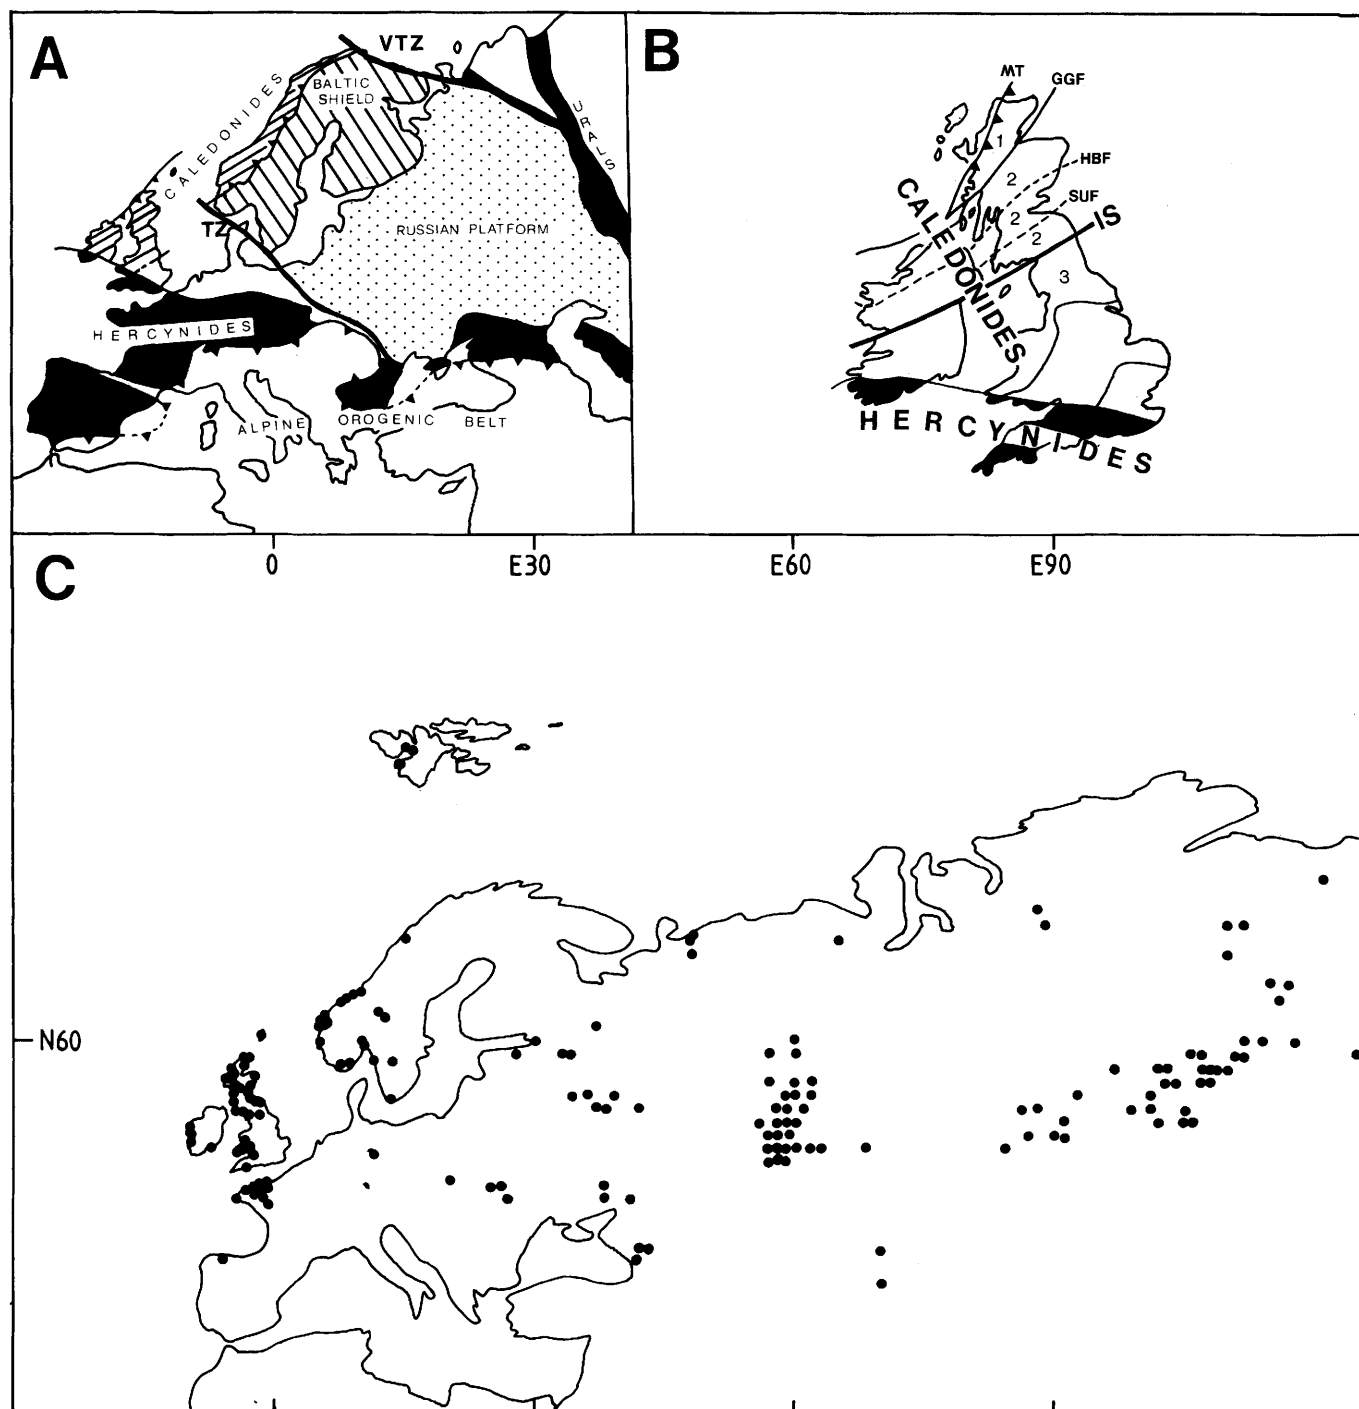 A
VTZ
BALTIC
SHIELD
CALEDONIDES
URALS
TZ
RUSSIAN PLATFORM
HERCYNIDES
ALPINE OROGENIC BELT
B
MT
GGF
1
HBF
2
SUF
2
IS
2
3
CALEDONIDES
HERCYNIDES
0 E30 E60 E90
C
N60